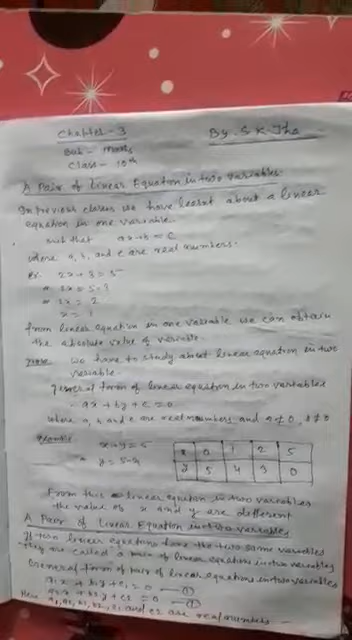 Chapter-3 By. S.K. Jha
Sub- Maths
Class- 10th
A Pair of Linear Equation in two variables.
In previous classes we have learnt about a linear
equation in one variable.
such that ax+b = c
where a, b, and c are real numbers.
Ex. 2x+3 = 5
2x = 5-3
2x = 2
x = 1
from linear equation in one variable we can obtain
the absolute value of variable.
Now we have to study about linear equation in two
variable.
general form of linear equation in two variables
ax + by + c = 0
where a, b and c are real numbers and a≠0, b≠0
Example x+y=5
y = 5-x
x 0 1 2 5
y 5 4 3 0
From this linear equation in two variables
the value of x and y are different
A Pair of Linear Equation in two variables
If two linear equations have the two same variables
they are called a pair of linear equations in two variables
General form of pair of linear equations in two variables
a1x + b1y + c1 = 0 - ①
a2x + b2y + c2 = 0 - ①
Here a1, a2, b1, b2, c1 and c2 are real numbers -